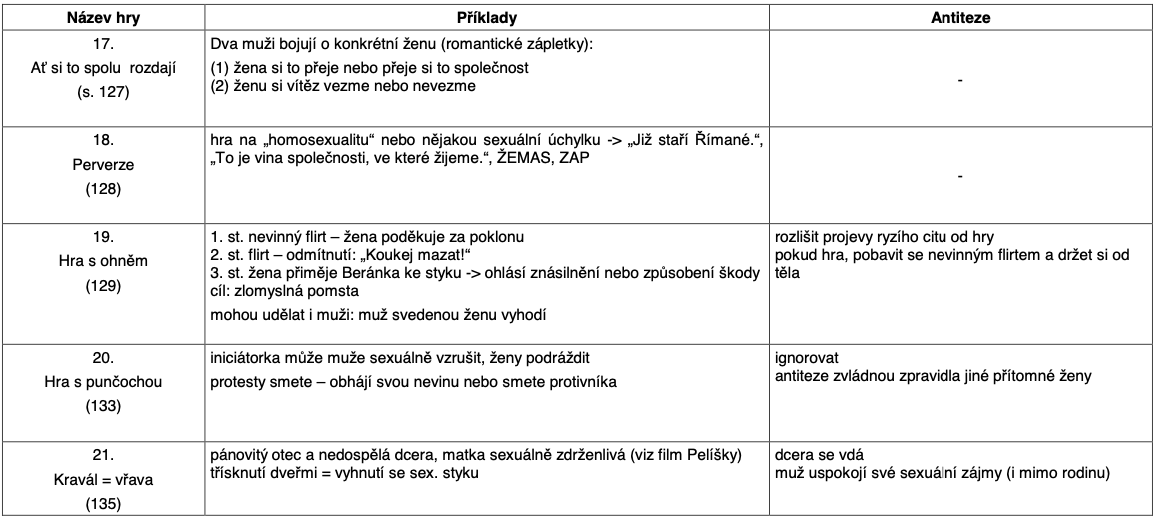 Název hry
Příklady
Antiteze
17.
Ať si to spolu rozdají
(s. 127)
Dva muži bojují o konkrétní ženu (romantické zápletky):
(1) žena si to přeje nebo přeje si to společnost
(2) ženu si vítěz vezme nebo nevezme
-
18.
Perverze
(128)
hra na „homosexualitu“ nebo nějakou sexuální úchylku -> „Již staří Římané.“,
„To je vina společnosti, ve které žijeme.“, ŽEMAS, ZAP
-
19.
Hra s ohněm
(129)
1. st. nevinný flirt – žena poděkuje za poklonu
2. st. flirt – odmítnutí: „Koukej mazat!“
3. st. žena přiměje Beránka ke styku -> ohlásí znásilnění nebo způsobení škody
cíl: zlomyslná pomsta
mohou udělat i muži: muž svedenou ženu vyhodí
rozlišit projevy ryzího citu od hry
pokud hra, pobavit se nevinným flirtem a držet si od
těla
20.
Hra s punčochou
(133)
iniciátorka může muže sexuálně vzrušit, ženy podráždit
protesty smete – obhájí svou nevinu nebo smete protivníka
ignorovat
antiteze zvládnou zpravidla jiné přítomné ženy
21.
Kravál = vřava
(135)
pánovitý otec a nedospělá dcera, matka sexuálně zdrženlivá (viz film Pelíšky)
třísknutí dveřmi = vyhnutí se sex. styku
dcera se vdá
muž uspokojí své sexuální zájmy (i mimo rodinu)